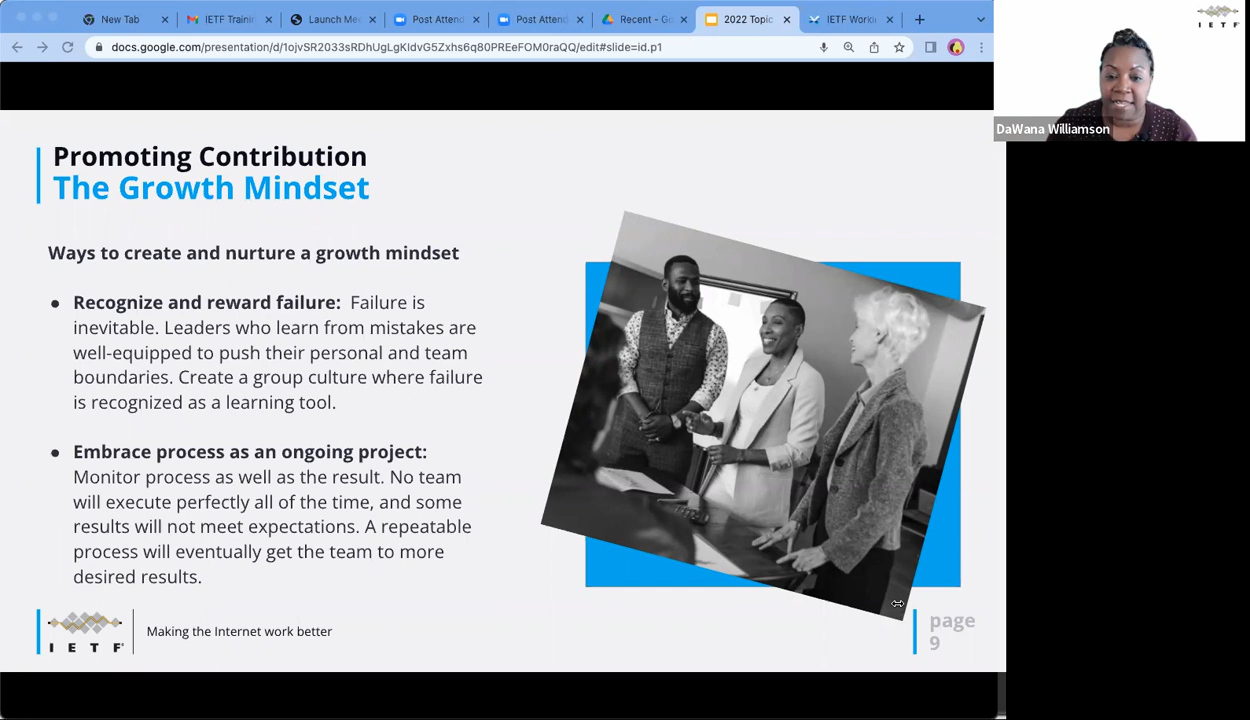 New Tab
IETF Traini
Launch Me
Post Attend
Post Attend
Recent - Go
2022 Topic
IETF Worki
docs.google.com/presentation/d/1ojvSR2033sRDhUgLgKIdvG5Zxhs6q80PREeFOM0raQQ/edit#slide=id.p1
IETF
DaWana Williamson
Promoting Contribution
The Growth Mindset
Ways to create and nurture a growth mindset
● Recognize and reward failure: Failure is
inevitable. Leaders who learn from mistakes are
well-equipped to push their personal and team
boundaries. Create a group culture where failure
is recognized as a learning tool.
● Embrace process as an ongoing project:
Monitor process as well as the result. No team
will execute perfectly all of the time, and some
results will not meet expectations. A repeatable
process will eventually get the team to more
desired results.
IETF
Making the Internet work better
page
9